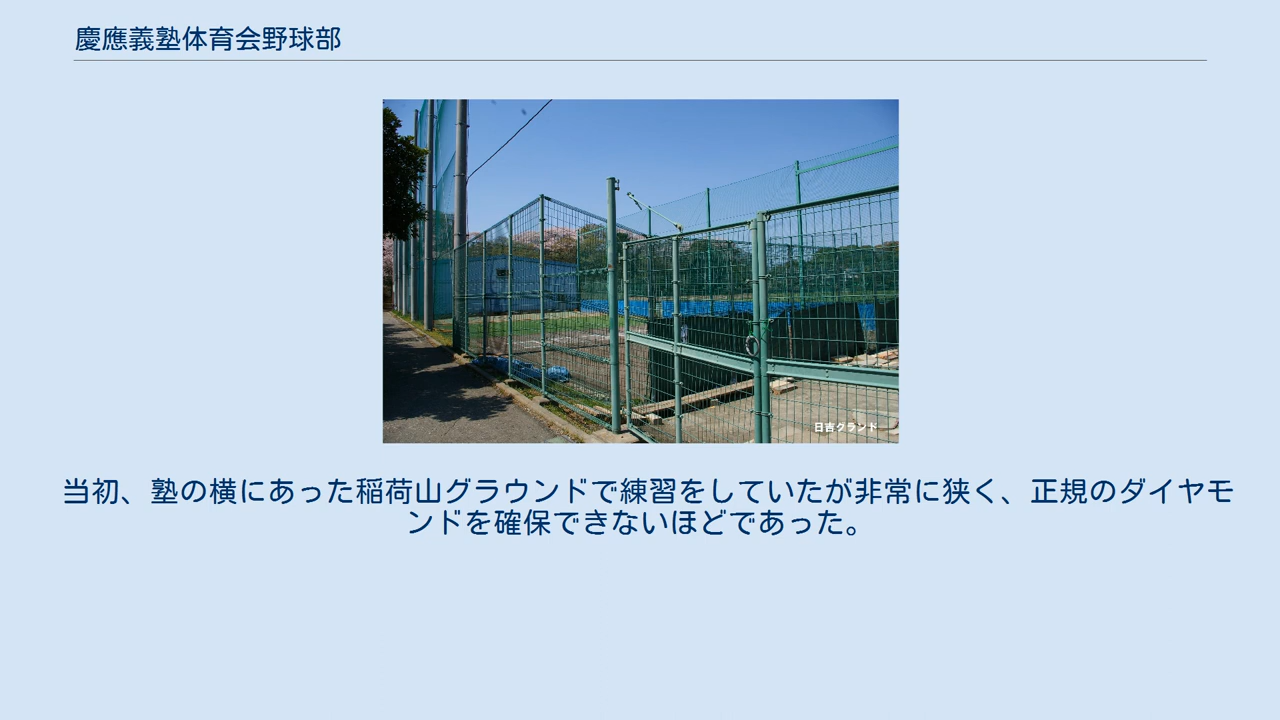 慶應義塾体育会野球部
日吉グランド
当初、塾の横にあった稲荷山グラウンドで練習をしていたが非常に狭く、正規のダイヤモ
ンドを確保できないほどであった。